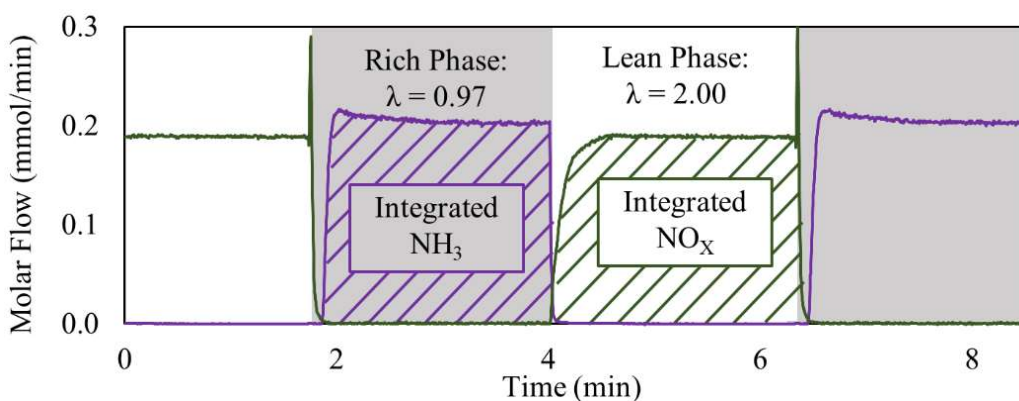 0.3
Rich Phase:
λ = 0.97
Lean Phase:
λ = 2.00
0.2
Integrated
NH₃
Integrated
NOₓ
0.1
0.0
0 2 4 6 8
Time (min)
Molar Flow (mmol/min)